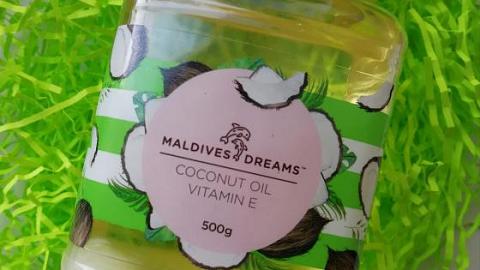 MALDIVES DREAMS™
COCONUT OIL
VITAMIN E
500g